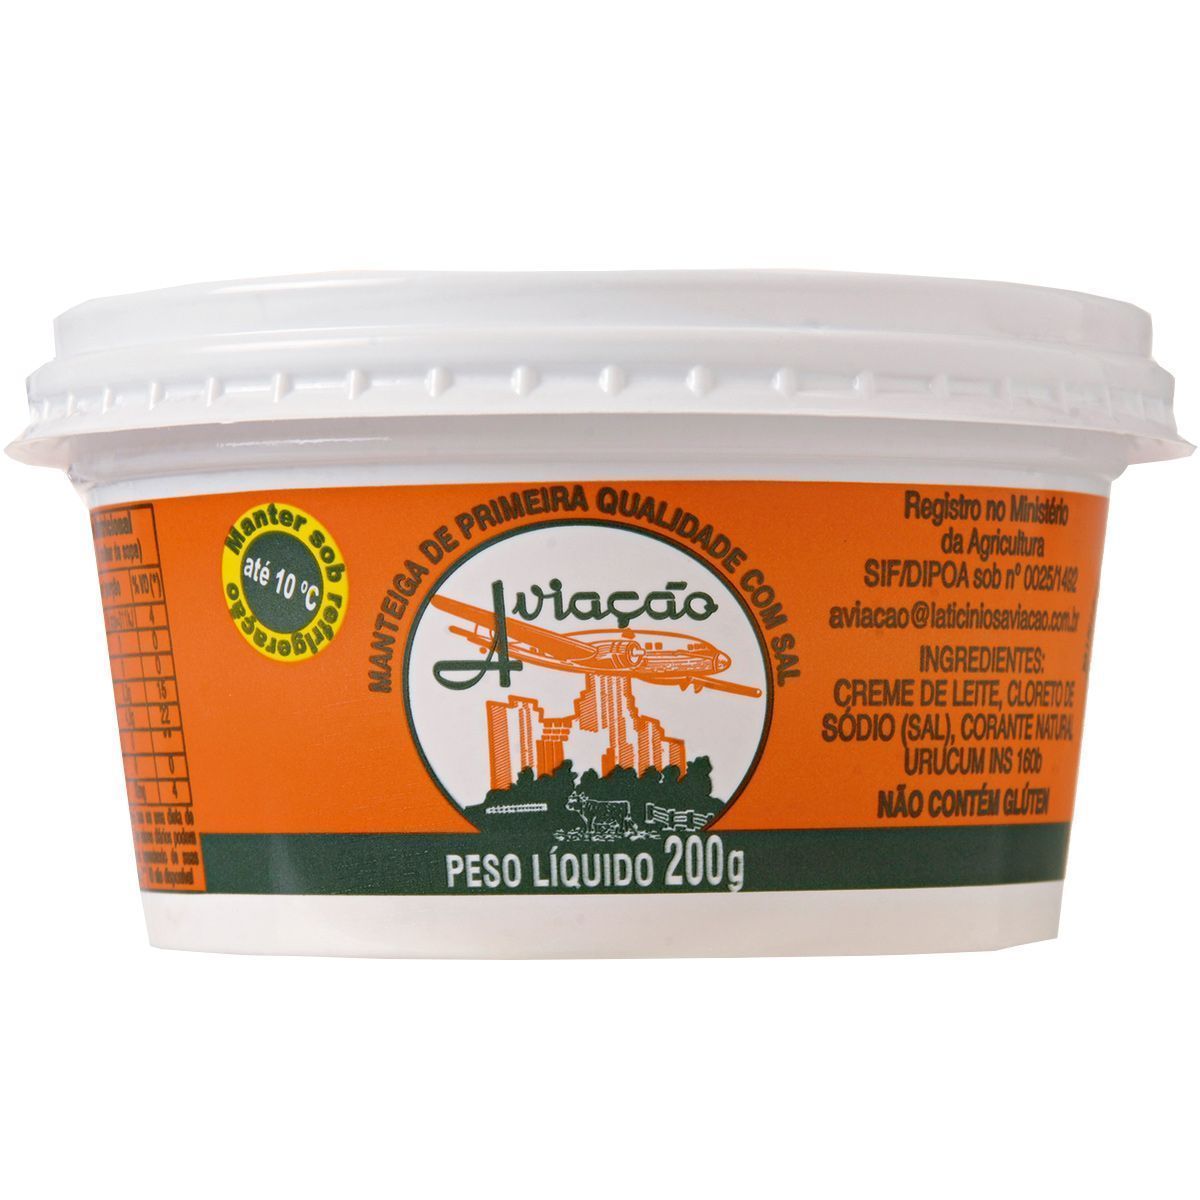 Manter sob refrigeração
até 10 ºC
MANTEIGA DE PRIMEIRA QUALIDADE COM SAL
Aviação
PESO LÍQUIDO 200g
Registro no Ministério
da Agricultura
SIF/DIPOA sob nº 0025/1492
aviacao@laticiniosaviacao.com.br
INGREDIENTES:
CREME DE LEITE, CLORETO DE
SÓDIO (SAL), CORANTE NATURAL
URUCUM INS 160b
NÃO CONTÉM GLÚTEN
%VD (*)